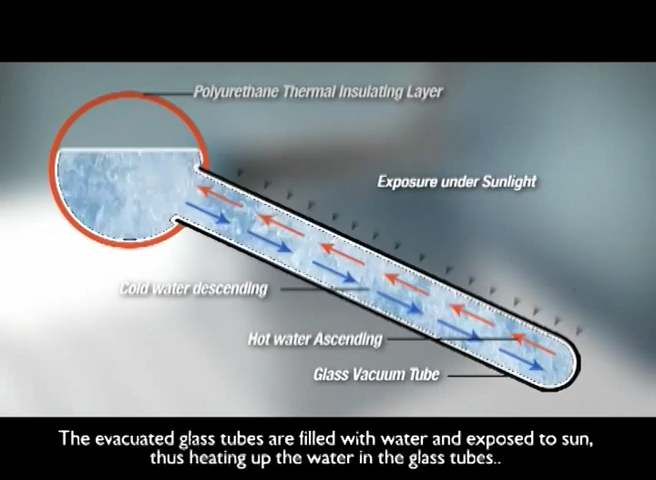 Polyurethane Thermal Insulating Layer
Exposure under Sunlight
Cold water descending
Hot water Ascending
Glass Vacuum Tube
The evacuated glass tubes are filled with water and exposed to sun,
thus heating up the water in the glass tubes..